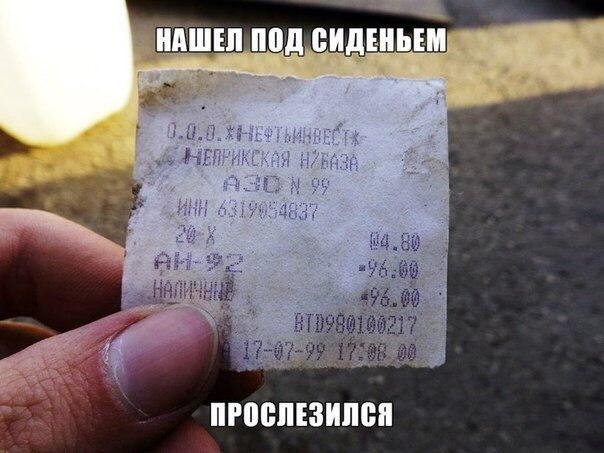 НАШЕЛ ПОД СИДЕНЬЕМ
О.О.О.*НЕФТЬИНВЕСТ*
НЕПРИКСКАЯ Н/БАЗА
АЗС N 99
ИНН 6319054837
20 X @4.80
АИ-92 =96.00
НАЛИЧНЫЕ =96.00
BTD980100217
17-07-99 17:08 00
ПРОСЛЕЗИЛСЯ